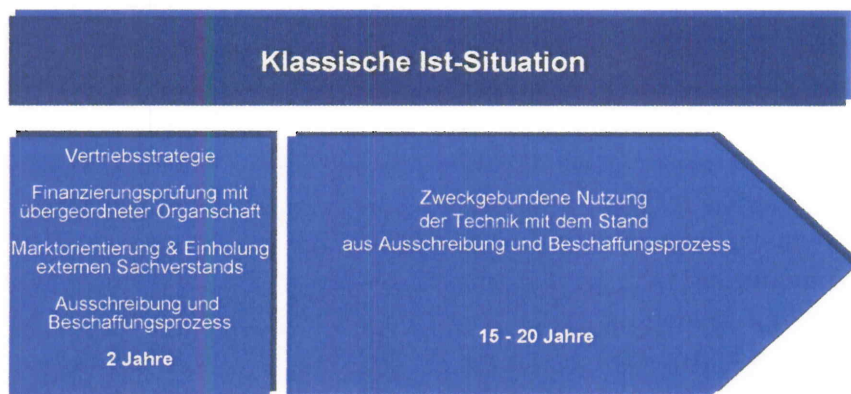 Klassische Ist-Situation
Vertriebsstrategie
Finanzierungsprüfung mit
übergeordneter Organschaft
Marktorientierung & Einholung
externen Sachverstands
Ausschreibung und
Beschaffungsprozess
2 Jahre
Zweckgebundene Nutzung
der Technik mit dem Stand
aus Ausschreibung und Beschaffungsprozess
15 - 20 Jahre